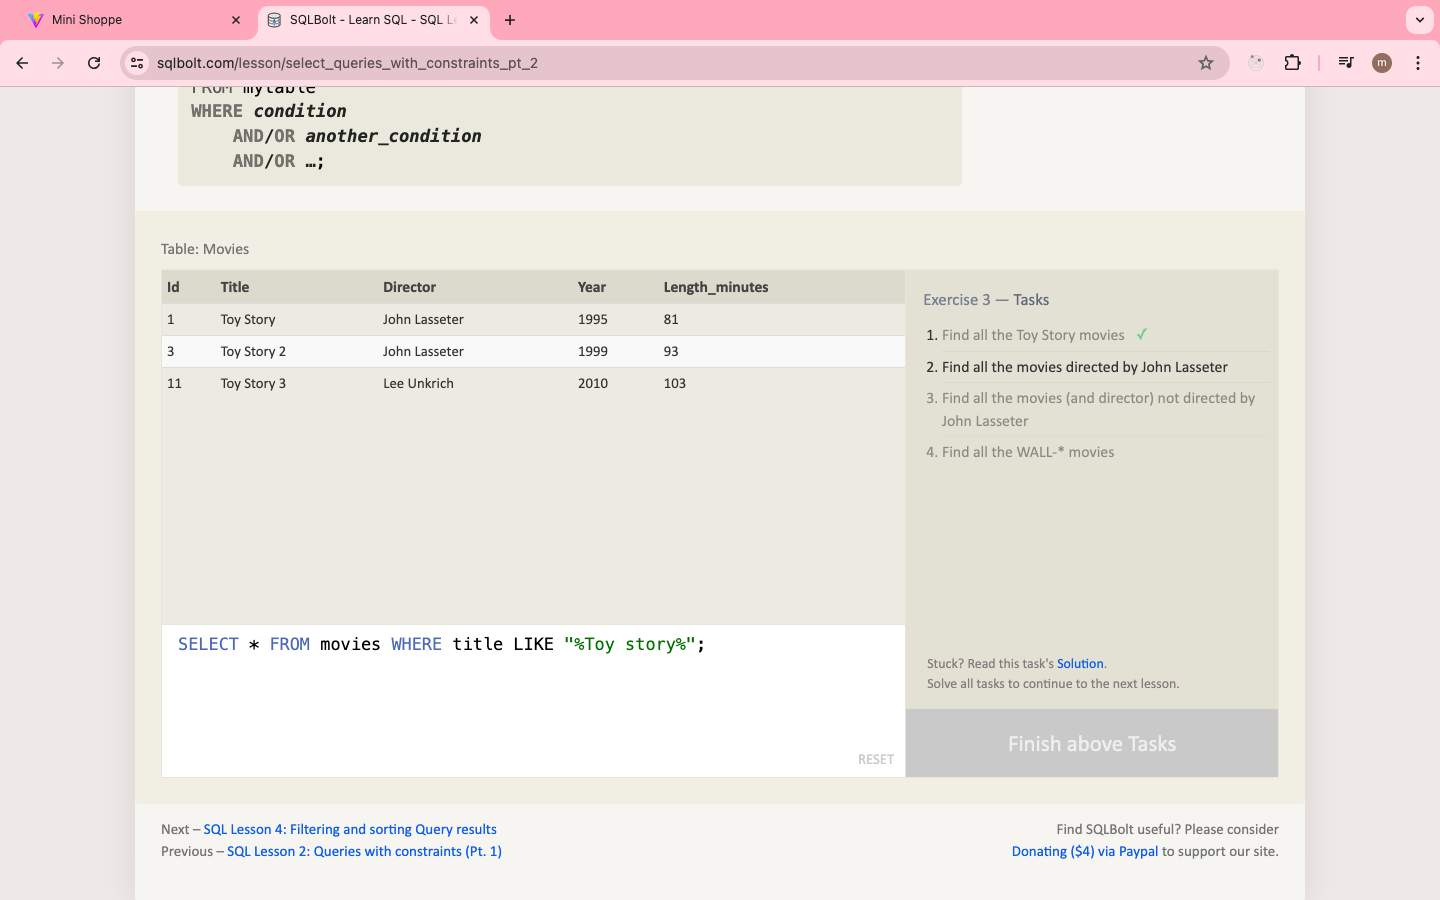 Mini Shoppe
SQLBolt - Learn SQL - SQL Le
sqlbolt.com/lesson/select_queries_with_constraints_pt_2
m
FROM mytable
WHERE condition
AND/OR another_condition
AND/OR …;
Table: Movies
Id Title Director Year Length_minutes
1 Toy Story John Lasseter 1995 81
3 Toy Story 2 John Lasseter 1999 93
11 Toy Story 3 Lee Unkrich 2010 103
Exercise 3 — Tasks
1. Find all the Toy Story movies ✓
2. Find all the movies directed by John Lasseter
3. Find all the movies (and director) not directed by
John Lasseter
4. Find all the WALL-* movies
SELECT * FROM movies WHERE title LIKE "%Toy story%";
RESET
Stuck? Read this task's Solution.
Solve all tasks to continue to the next lesson.
Finish above Tasks
Next – SQL Lesson 4: Filtering and sorting Query results
Previous – SQL Lesson 2: Queries with constraints (Pt. 1)
Find SQLBolt useful? Please consider
Donating ($4) via Paypal to support our site.